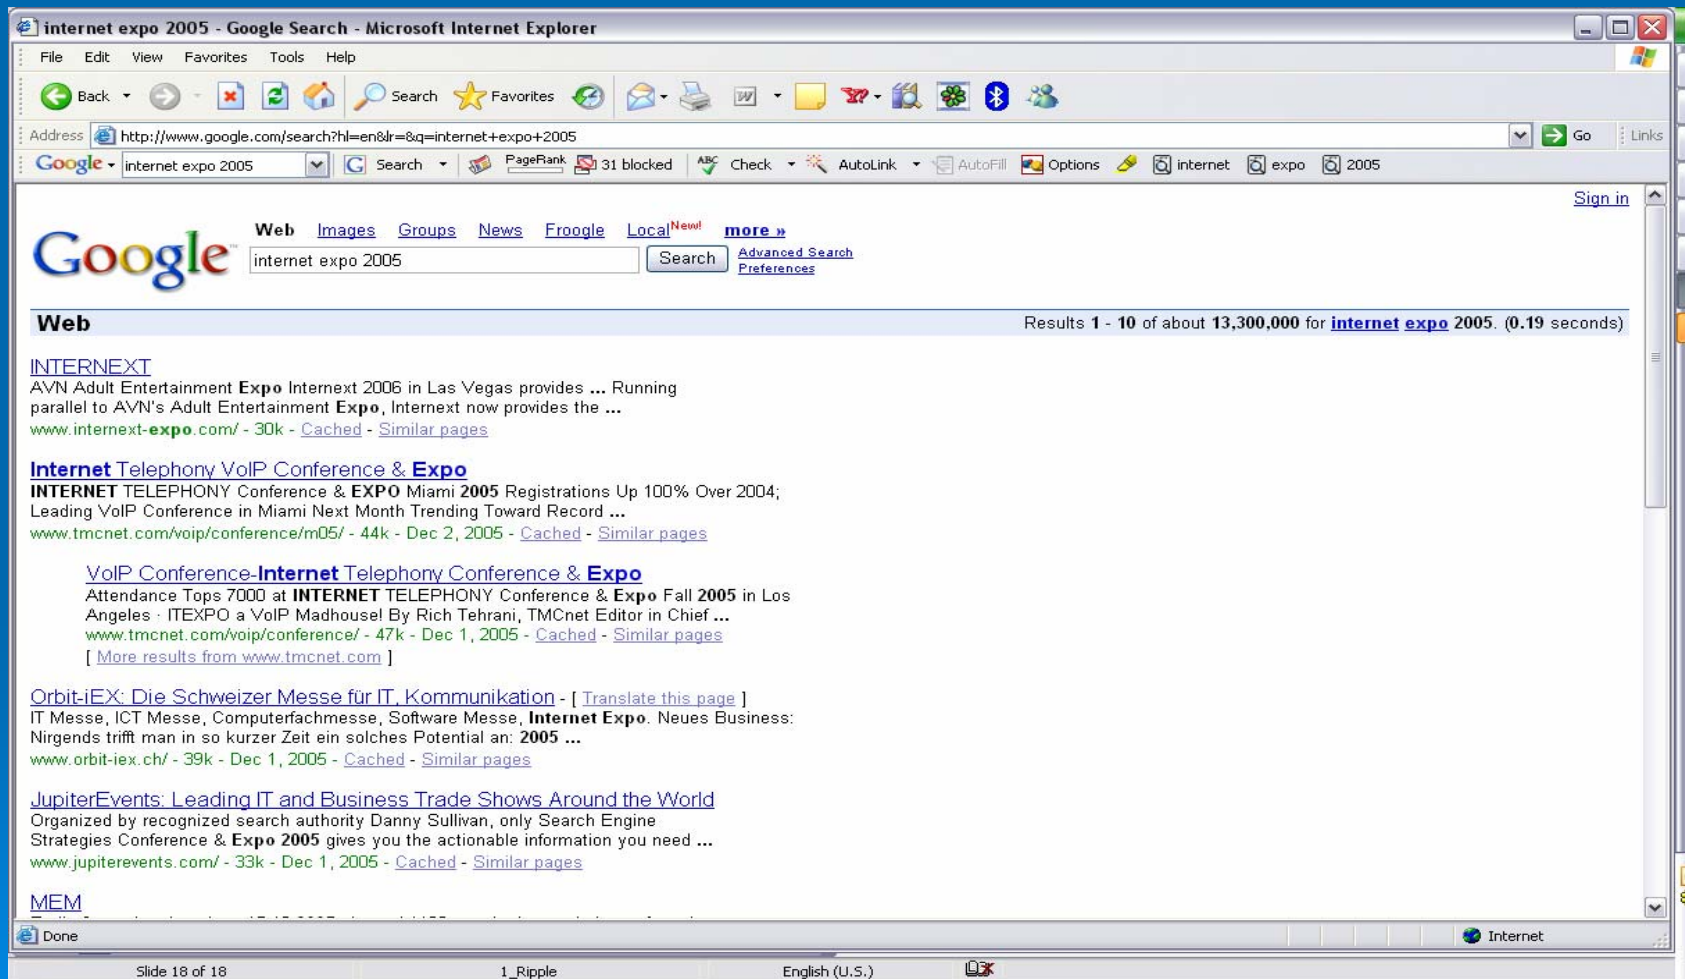 internet expo 2005 - Google Search - Microsoft Internet Explorer
File Edit View Favorites Tools Help
Back Search Favorites
Address http://www.google.com/search?hl=en&lr=&q=internet+expo+2005 Go Links
Google internet expo 2005 G Search PageRank 31 blocked ABC Check AutoLink AutoFill Options internet expo 2005
Sign in
Web Images Groups News Froogle Local New! more »
Google™ internet expo 2005 Search Advanced Search
Preferences
Web Results 1 - 10 of about 13,300,000 for internet expo 2005. (0.19 seconds)
INTERNEXT
AVN Adult Entertainment Expo Internext 2006 in Las Vegas provides ... Running
parallel to AVN's Adult Entertainment Expo, Internext now provides the ...
www.internext-expo.com/ - 30k - Cached - Similar pages
Internet Telephony VoIP Conference & Expo
INTERNET TELEPHONY Conference & EXPO Miami 2005 Registrations Up 100% Over 2004;
Leading VoIP Conference in Miami Next Month Trending Toward Record ...
www.tmcnet.com/voip/conference/m05/ - 44k - Dec 2, 2005 - Cached - Similar pages
VoIP Conference-Internet Telephony Conference & Expo
Attendance Tops 7000 at INTERNET TELEPHONY Conference & Expo Fall 2005 in Los
Angeles · ITEXPO a VoIP Madhouse! By Rich Tehrani, TMCnet Editor in Chief ...
www.tmcnet.com/voip/conference/ - 47k - Dec 1, 2005 - Cached - Similar pages
[ More results from www.tmcnet.com ]
Orbit-iEX: Die Schweizer Messe für IT, Kommunikation - [ Translate this page ]
IT Messe, ICT Messe, Computerfachmesse, Software Messe, Internet Expo. Neues Business:
Nirgends trifft man in so kurzer Zeit ein solches Potential an: 2005 ...
www.orbit-iex.ch/ - 39k - Dec 1, 2005 - Cached - Similar pages
JupiterEvents: Leading IT and Business Trade Shows Around the World
Organized by recognized search authority Danny Sullivan, only Search Engine
Strategies Conference & Expo 2005 gives you the actionable information you need ...
www.jupiterevents.com/ - 33k - Dec 1, 2005 - Cached - Similar pages
MEM
Done Internet
Slide 18 of 18 1_Ripple English (U.S.)